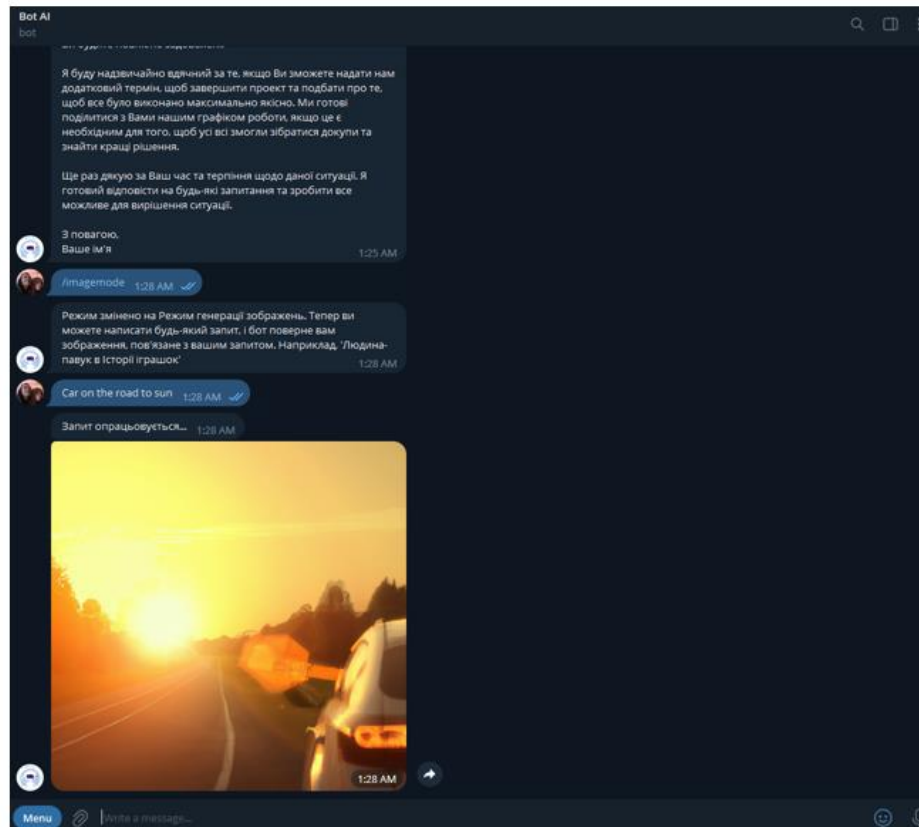 Bot AI
bot
Я буду надзвичайно вдячний за те, якщо Ви зможете надати нам
додатковий термін, щоб завершити проект та подбати про те,
щоб все було виконано максимально якісно. Ми готові
поділитися з Вами нашим графіком роботи, якщо це є
необхідним для того, щоб усі всі змогли зібратися докупи та
знайти кращі рішення.
Ще раз дякую за Ваш час та терпіння щодо даної ситуації. Я
готовий відповісти на будь-які запитання та зробити все
можливе для вирішення ситуації.
З повагою,
Ваше ім'я
1:25 AM
/imagemode 1:28 AM
Режим змінено на Режим генерації зображень. Тепер ви
можете написати будь-який запит, і бот поверне вам
зображення, пов'язане з вашим запитом. Наприклад, 'Людина-
павук в Історії іграшок'
1:28 AM
Car on the road to sun 1:28 AM
Запит опрацьовується... 1:28 AM
1:28 AM
Menu Write a message...